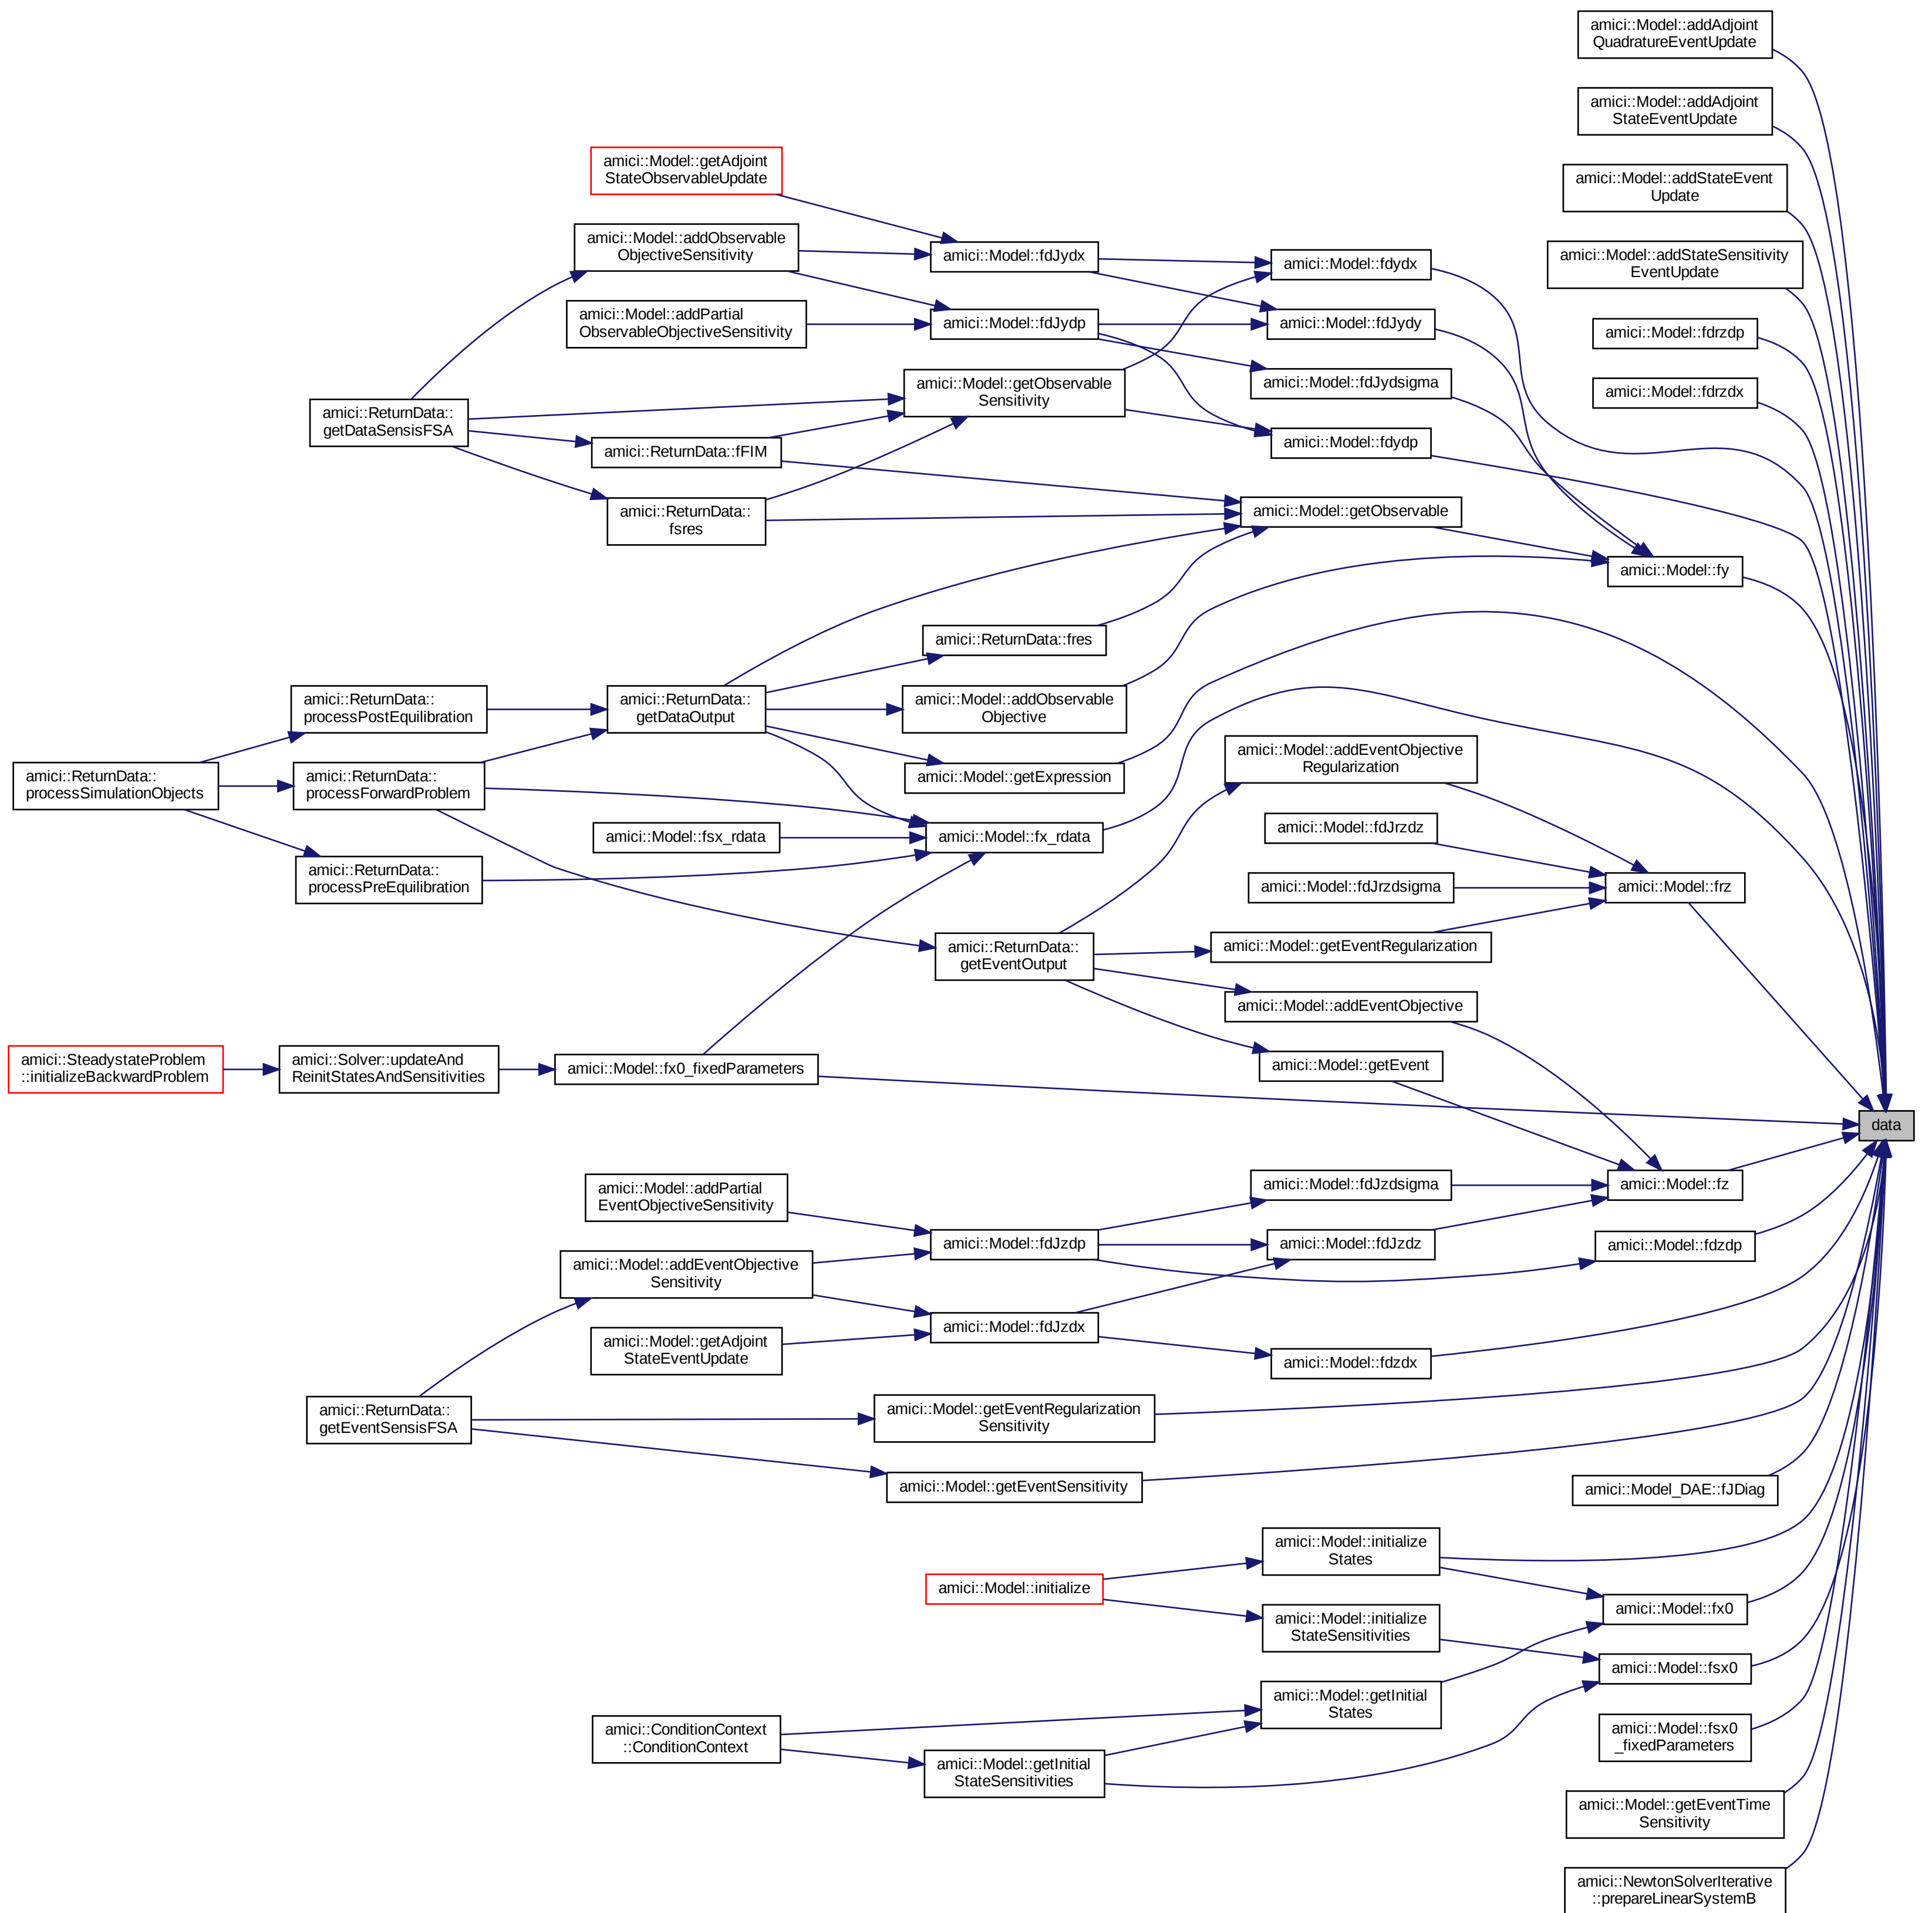 amici::Model::addAdjoint
QuadratureEventUpdate
amici::Model::addAdjoint
StateEventUpdate
amici::Model::getAdjoint
StateObservableUpdate
amici::Model::addStateEvent
Update
amici::Model::addObservable
ObjectiveSensitivity
amici::Model::fdJydx
amici::Model::fdydx
amici::Model::addStateSensitivity
EventUpdate
amici::Model::addPartial
ObservableObjectiveSensitivity
amici::Model::fdJydp
amici::Model::fdJydy
amici::Model::fdrzdp
amici::Model::getObservable
Sensitivity
amici::Model::fdJydsigma
amici::Model::fdrzdx
amici::ReturnData::
getDataSensisFSA
amici::ReturnData::fFIM
amici::Model::fdydp
amici::ReturnData::
fsres
amici::Model::getObservable
amici::Model::fy
amici::ReturnData::fres
amici::ReturnData::
processPostEquilibration
amici::ReturnData::
getDataOutput
amici::Model::addObservable
Objective
amici::Model::addEventObjective
Regularization
amici::ReturnData::
processSimulationObjects
amici::ReturnData::
processForwardProblem
amici::Model::getExpression
amici::Model::fsx_rdata
amici::Model::fx_rdata
amici::Model::fdJrzdz
amici::ReturnData::
processPreEquilibration
amici::Model::fdJrzdsigma
amici::Model::frz
amici::ReturnData::
getEventOutput
amici::Model::getEventRegularization
amici::Model::addEventObjective
amici::SteadystateProblem
::initializeBackwardProblem
amici::Solver::updateAnd
ReinitStatesAndSensitivities
amici::Model::fx0_fixedParameters
amici::Model::getEvent
data
amici::Model::addPartial
EventObjectiveSensitivity
amici::Model::fdJzdsigma
amici::Model::fz
amici::Model::fdJzdp
amici::Model::fdJzdz
amici::Model::fdzdp
amici::Model::addEventObjective
Sensitivity
amici::Model::fdJzdx
amici::Model::getAdjoint
StateEventUpdate
amici::Model::fdzdx
amici::ReturnData::
getEventSensisFSA
amici::Model::getEventRegularization
Sensitivity
amici::Model::getEventSensitivity
amici::Model_DAE::fJDiag
amici::Model::initialize
States
amici::Model::initialize
amici::Model::fx0
amici::Model::initialize
StateSensitivities
amici::Model::fsx0
amici::Model::getInitial
States
amici::ConditionContext
::ConditionContext
amici::Model::getInitial
StateSensitivities
amici::Model::fsx0
_fixedParameters
amici::Model::getEventTime
Sensitivity
amici::NewtonSolverIterative
::prepareLinearSystemB